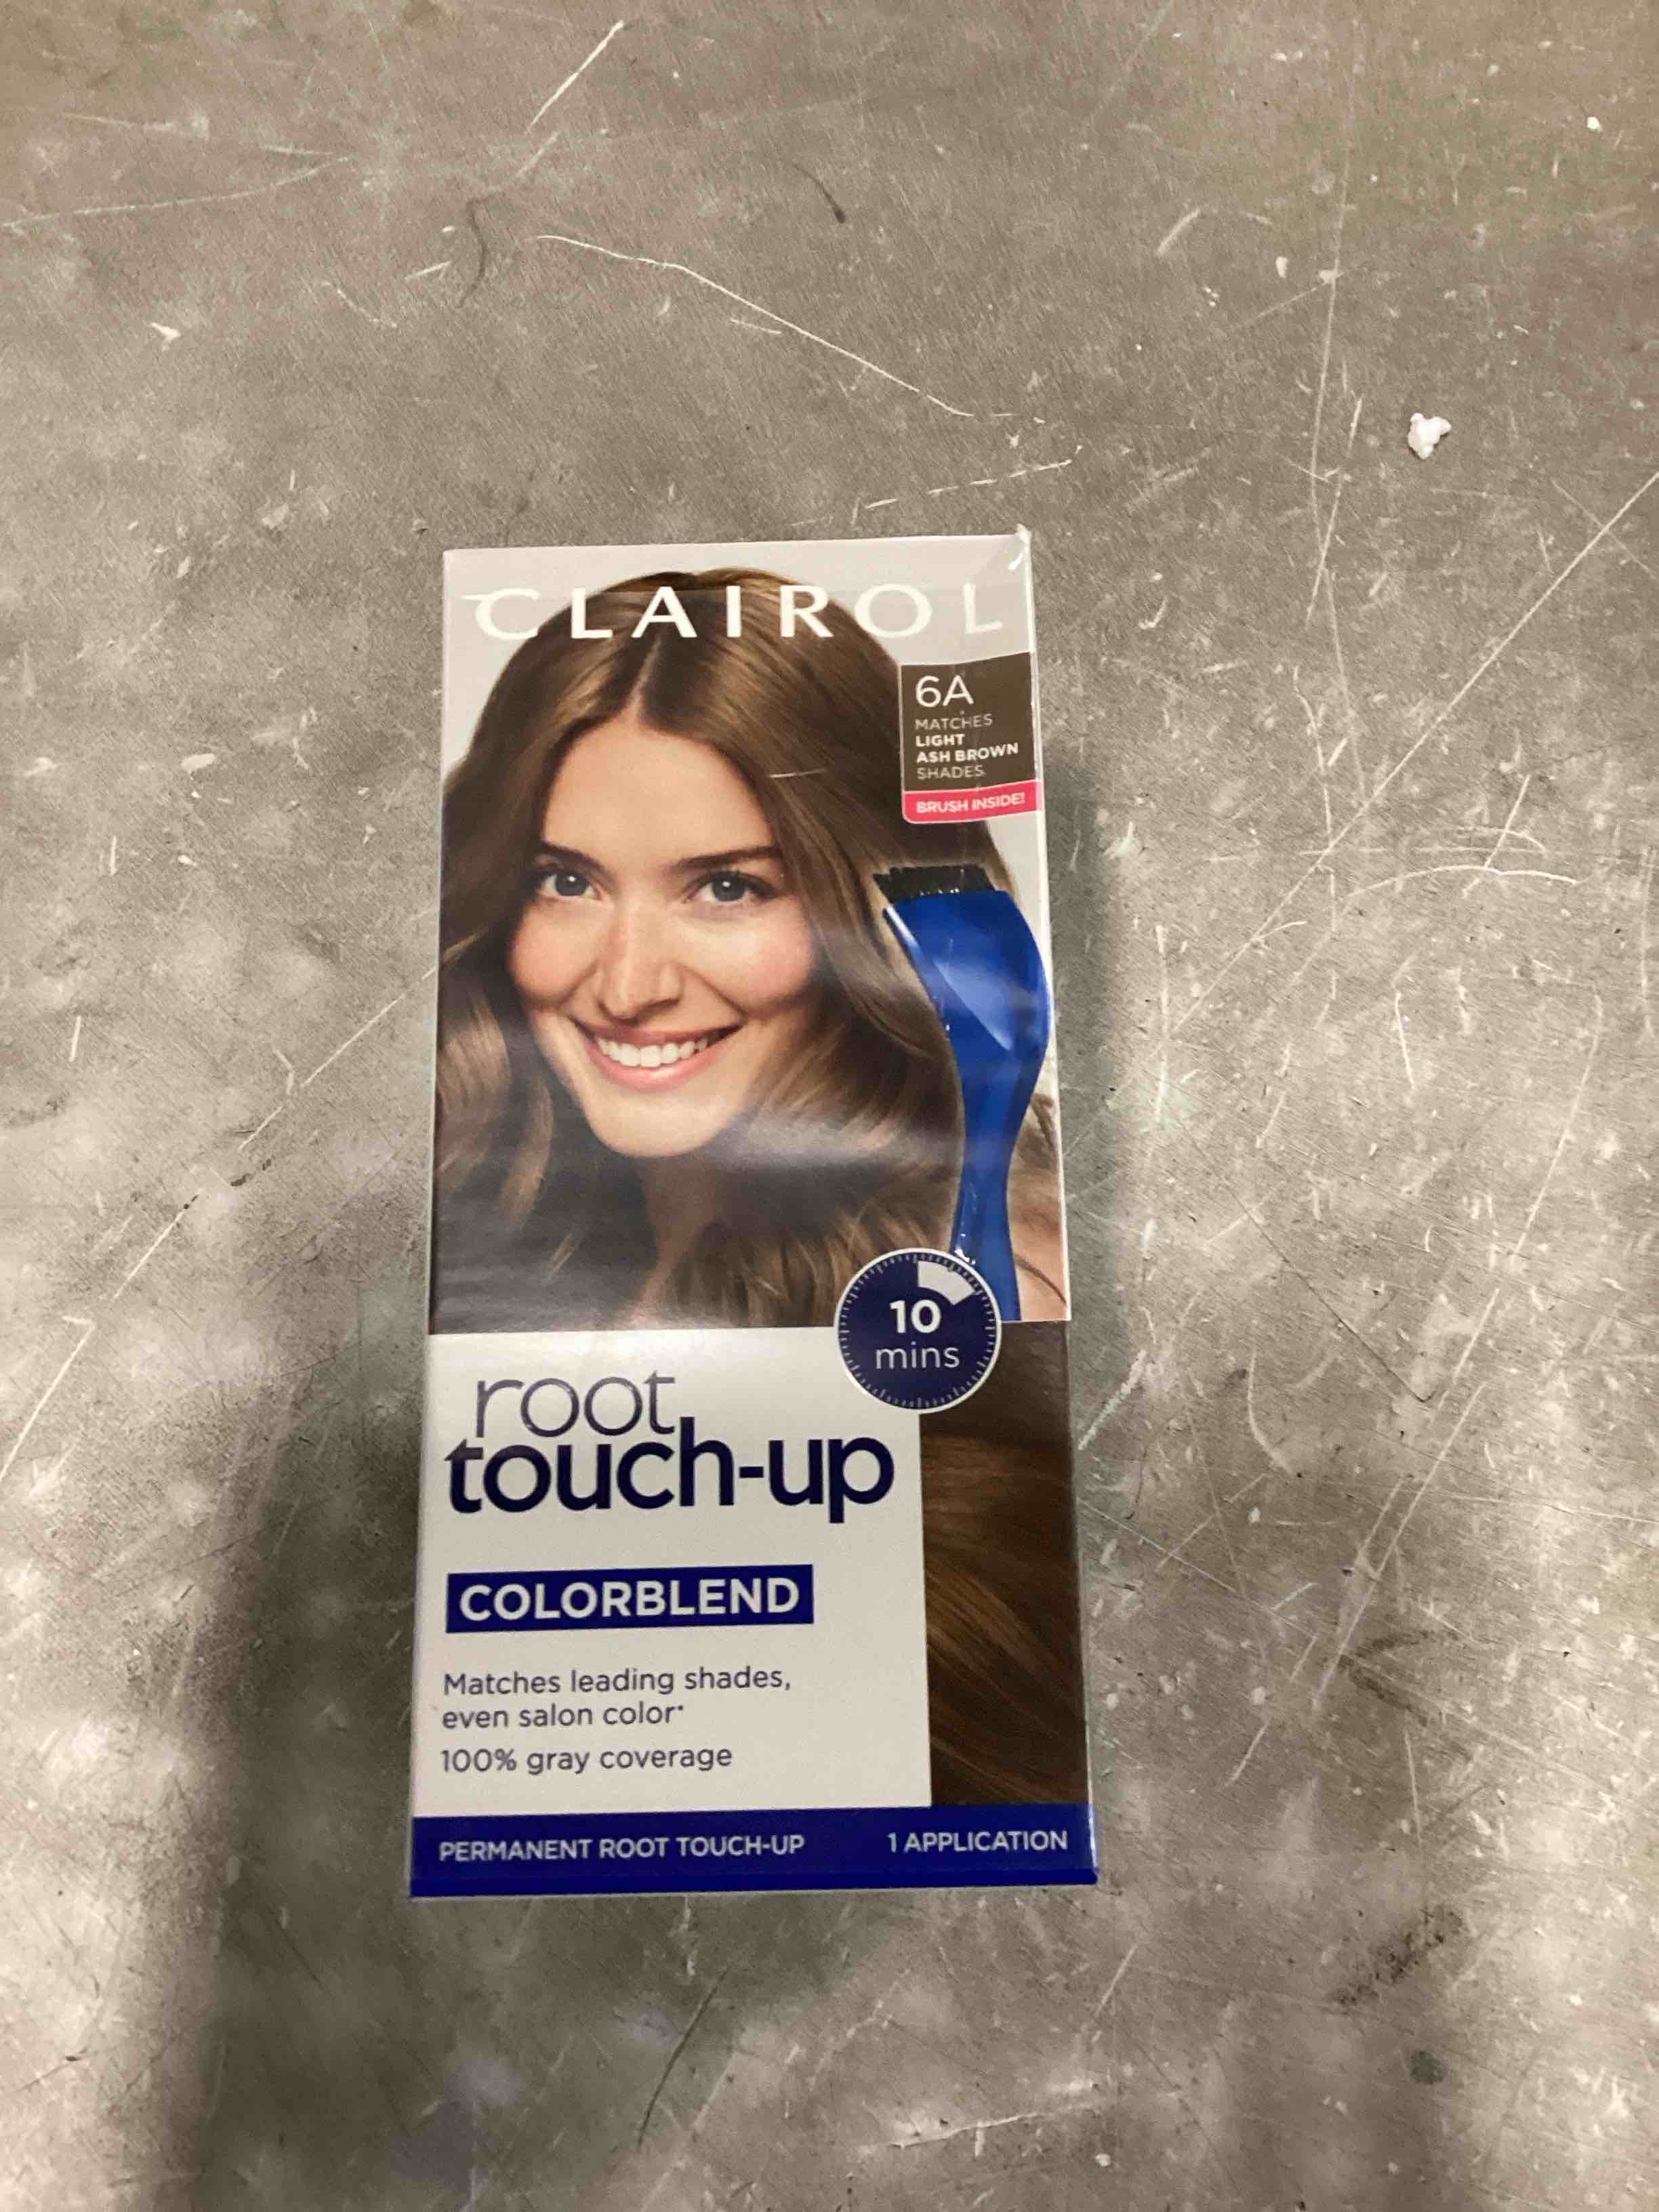 CLAIROL
6A
MATCHES
LIGHT
ASH BROWN
SHADES
BRUSH INSIDE!
10
mins
root
touch-up
COLORBLEND
Matches leading shades,
even salon color*
100% gray coverage
PERMANENT ROOT TOUCH-UP
1 APPLICATION